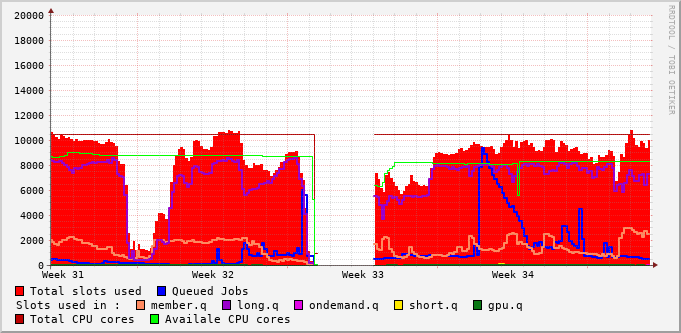 20000
18000
16000
14000
12000
10000
8000
6000
4000
2000
0
Week 31 Week 32 Week 33 Week 34
RRDTOOL / TOBI OETIKER
Total slots used Queued Jobs
Slots used in : member.q long.q ondemand.q short.q gpu.q
Total CPU cores Availale CPU cores